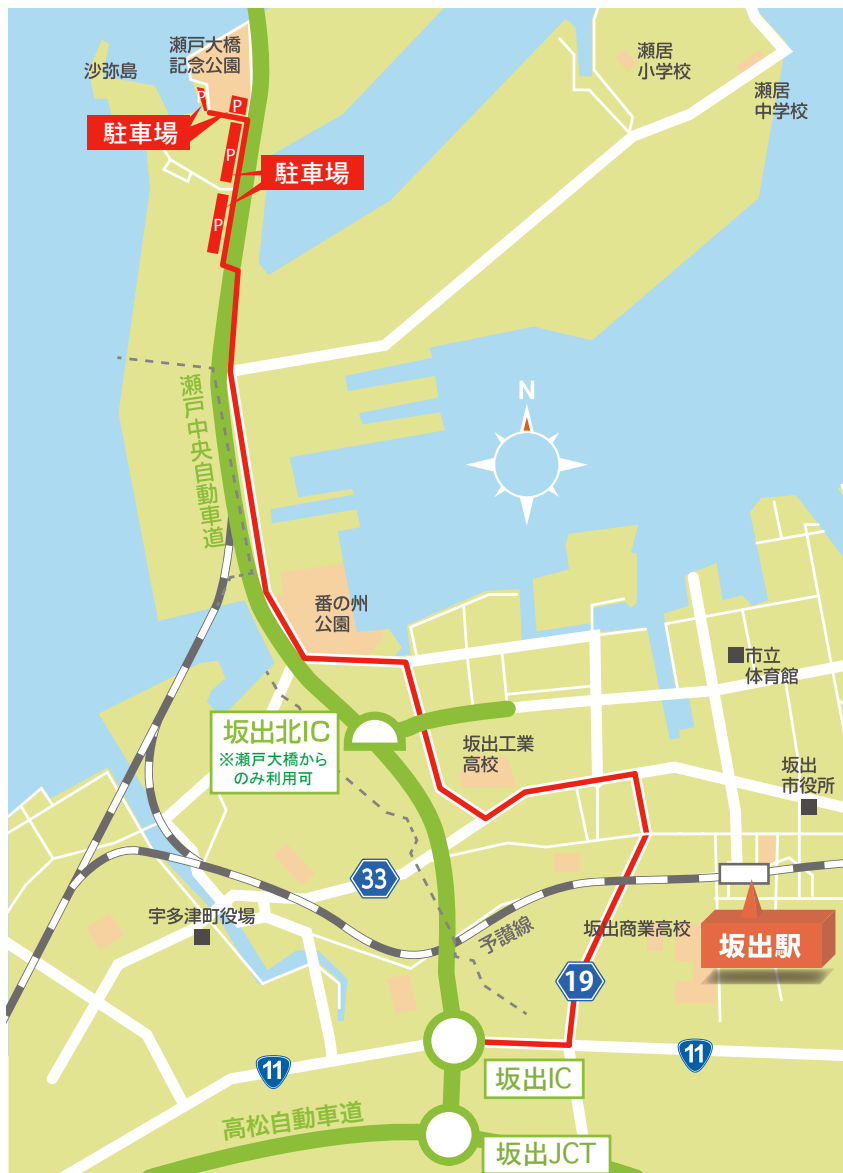 瀬戸大橋
記念公園
沙弥島
瀬居
小学校
瀬居
中学校
P
P
駐車場
P
駐車場
P
N
瀬戸中央自動車道
番の州
公園
市立
体育館
坂出北IC
※瀬戸大橋から
のみ利用可
坂出工業
高校
坂出
市役所
33
宇多津町役場
予讃線
坂出商業高校
坂出駅
19
11
11
坂出IC
高松自動車道
坂出JCT